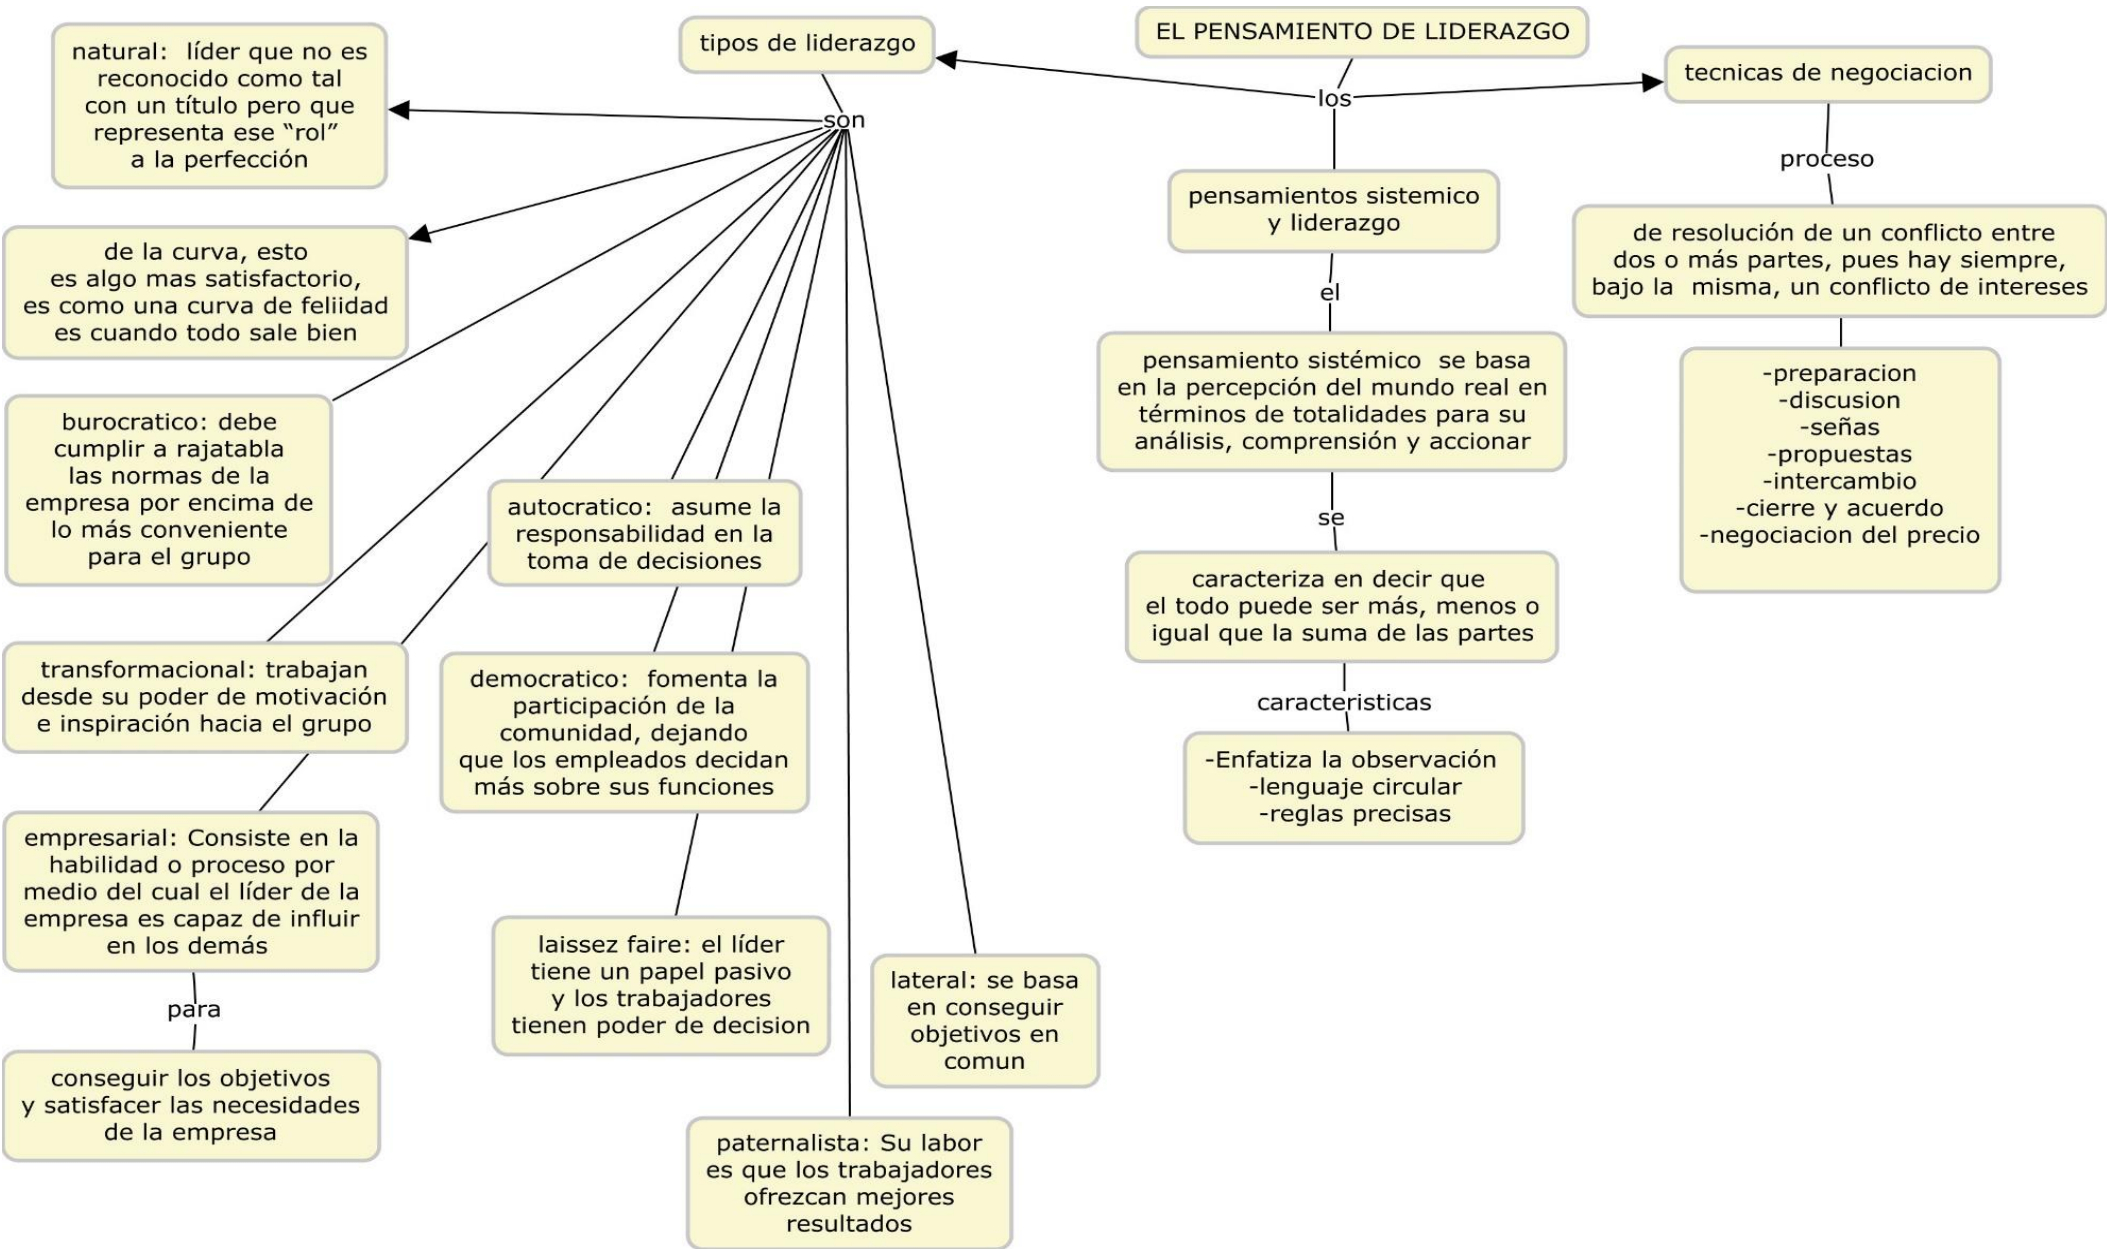 EL PENSAMIENTO DE LIDERAZGO
los
tipos de liderazgo
son
natural:  líder que no es
reconocido como tal
con un título pero que
representa ese “rol”
a la perfección
de la curva, esto
es algo mas satisfactorio,
es como una curva de feliidad
es cuando todo sale bien
burocratico: debe
cumplir a rajatabla
las normas de la
empresa por encima de
lo más conveniente
para el grupo
transformacional: trabajan
desde su poder de motivación
e inspiración hacia el grupo
empresarial: Consiste en la
habilidad o proceso por
medio del cual el líder de la
empresa es capaz de influir
en los demás
para
conseguir los objetivos
y satisfacer las necesidades
de la empresa
autocratico:  asume la
responsabilidad en la
toma de decisiones
democratico:  fomenta la
participación de la
comunidad, dejando
que los empleados decidan
más sobre sus funciones
laissez faire: el líder
tiene un papel pasivo
y los trabajadores
tienen poder de decision
paternalista: Su labor
es que los trabajadores
ofrezcan mejores
resultados
lateral: se basa
en conseguir
objetivos en
comun
pensamientos sistemico
y liderazgo
el
pensamiento sistémico  se basa
en la percepción del mundo real en
términos de totalidades para su
análisis, comprensión y accionar
se
caracteriza en decir que
el todo puede ser más, menos o
igual que la suma de las partes
caracteristicas
-Enfatiza la observación
-lenguaje circular
-reglas precisas
tecnicas de negociacion
proceso
de resolución de un conflicto entre
dos o más partes, pues hay siempre,
bajo la  misma, un conflicto de intereses
-preparacion
-discusion
-señas
-propuestas
-intercambio
-cierre y acuerdo
-negociacion del precio